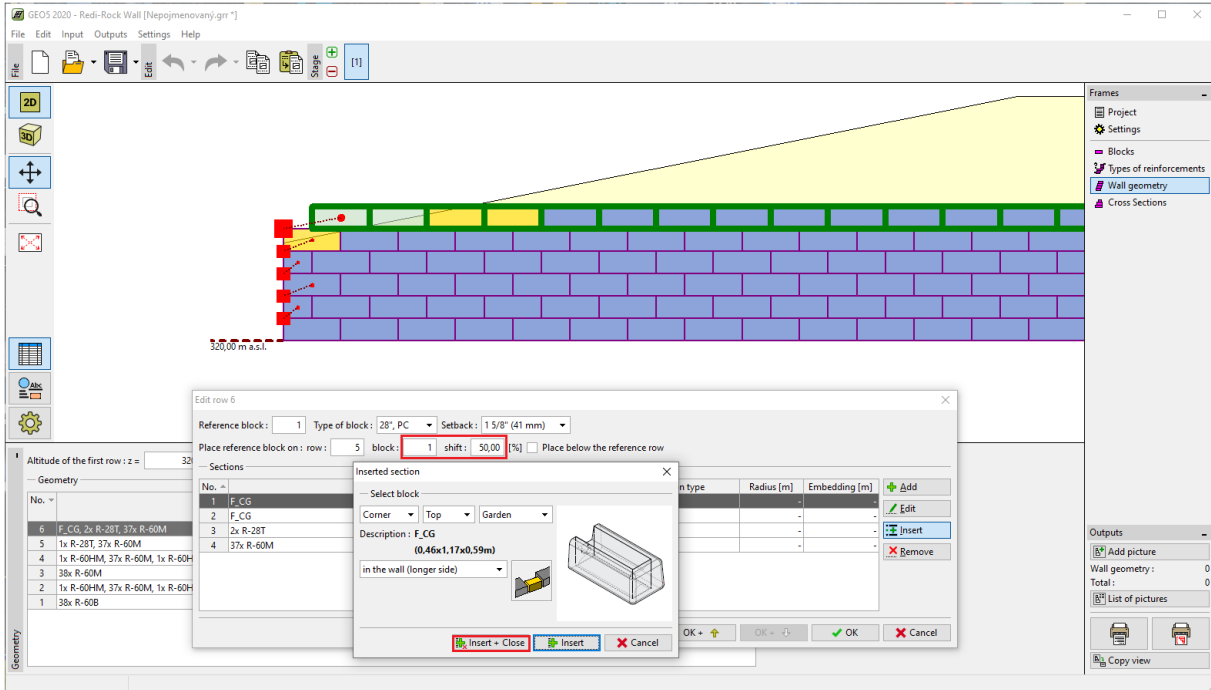 GEO5 2020 - Redi-Rock Wall [Nepojmenovaný.grr *]
File Edit Input Outputs Settings Help
File
Edit
Stage
[1]
2D
3D
Abc
320,00 m a.s.l.
Frames
Project
Settings
Blocks
Types of reinforcements
Wall geometry
Cross Sections
Edit row 6
Reference block : 1 Type of block : 28", PC Setback : 1 5/8" (41 mm)
Place reference block on : row : 5 block : 1 shift : 50,00 [%] Place below the reference row
Sections
No. n type Radius [m] Embedding [m]
1 F_CG - -
2 F_CG - -
3 2x R-28T - -
4 37x R-60M - -
Add
Edit
Insert
Remove
OK + OK + OK Cancel
Inserted section
Select block
Corner Top Garden
Description : F_CG
(0,46x1,17x0,59m)
in the wall (longer side)
Insert + Close Insert Cancel
Altitude of the first row : z = 32
Geometry
No.
6 F_CG, 2x R-28T, 37x R-60M
5 1x R-28T, 37x R-60M
4 1x R-60HM, 37x R-60M, 1x R-60H
3 38x R-60M
2 1x R-60HM, 37x R-60M, 1x R-60H
1 38x R-60B
Geometry
Outputs
Add picture
Wall geometry : 0
Total : 0
List of pictures
Copy view